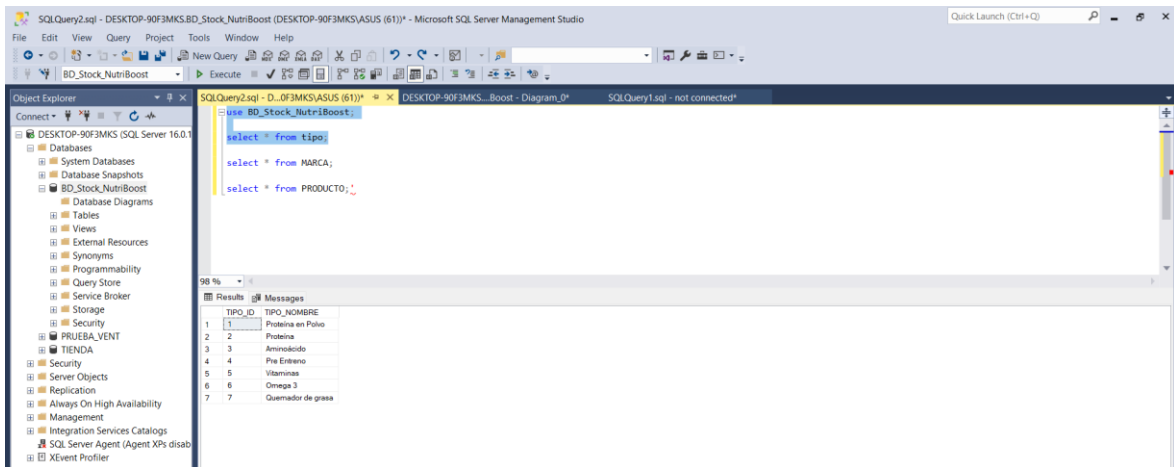 SQLQuery2.sql - DESKTOP-90F3MKS.BD_Stock_NutriBoost (DESKTOP-90F3MKS\ASUS (61))* - Microsoft SQL Server Management Studio
Quick Launch (Ctrl+Q)
File Edit View Query Project Tools Window Help
New Query
BD_Stock_NutriBoost Execute
Object Explorer
SQLQuery2.sql - D...0F3MKS\ASUS (61))* DESKTOP-90F3MKS....Boost - Diagram_0* SQLQuery1.sql - not connected*
Connect
DESKTOP-90F3MKS (SQL Server 16.0.1
Databases
System Databases
Database Snapshots
BD_Stock_NutriBoost
Database Diagrams
Tables
Views
External Resources
Synonyms
Programmability
Query Store
Service Broker
Storage
Security
PRUEBA_VENT
TIENDA
Security
Server Objects
Replication
Always On High Availability
Management
Integration Services Catalogs
SQL Server Agent (Agent XPs disab
XEvent Profiler
use BD_Stock_NutriBoost;
select * from tipo;
select * from MARCA;
select * from PRODUCTO;'
98 %
Results Messages
TIPO_ID TIPO_NOMBRE
1 1 Proteína en Polvo
2 2 Proteína
3 3 Aminoácido
4 4 Pre Entreno
5 5 Vitaminas
6 6 Omega 3
7 7 Quemador de grasa